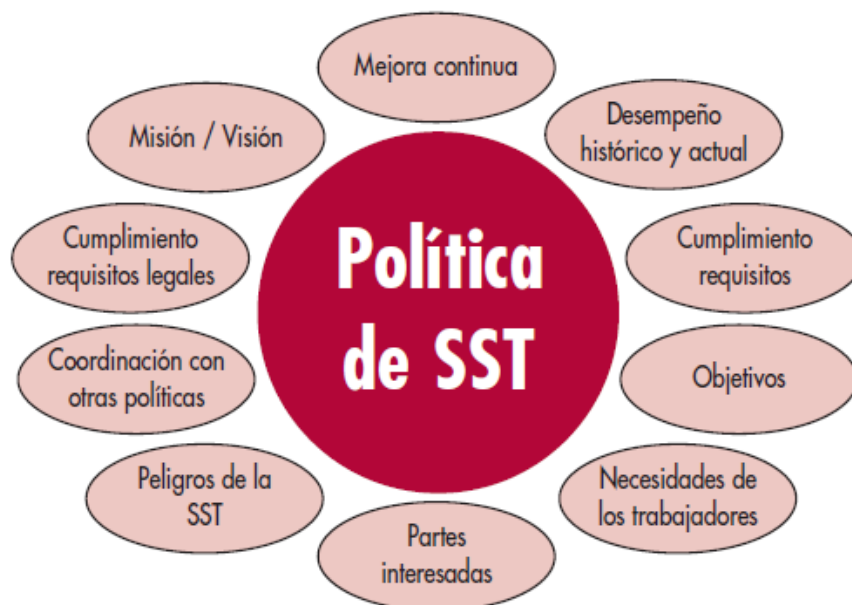 Mejora continua
Misión / Visión
Desempeño
histórico y actual
Cumplimiento
requisitos legales
Política
de SST
Cumplimiento
requisitos
Coordinación con
otras políticas
Objetivos
Peligros de la
SST
Necesidades de
los trabajadores
Partes
interesadas